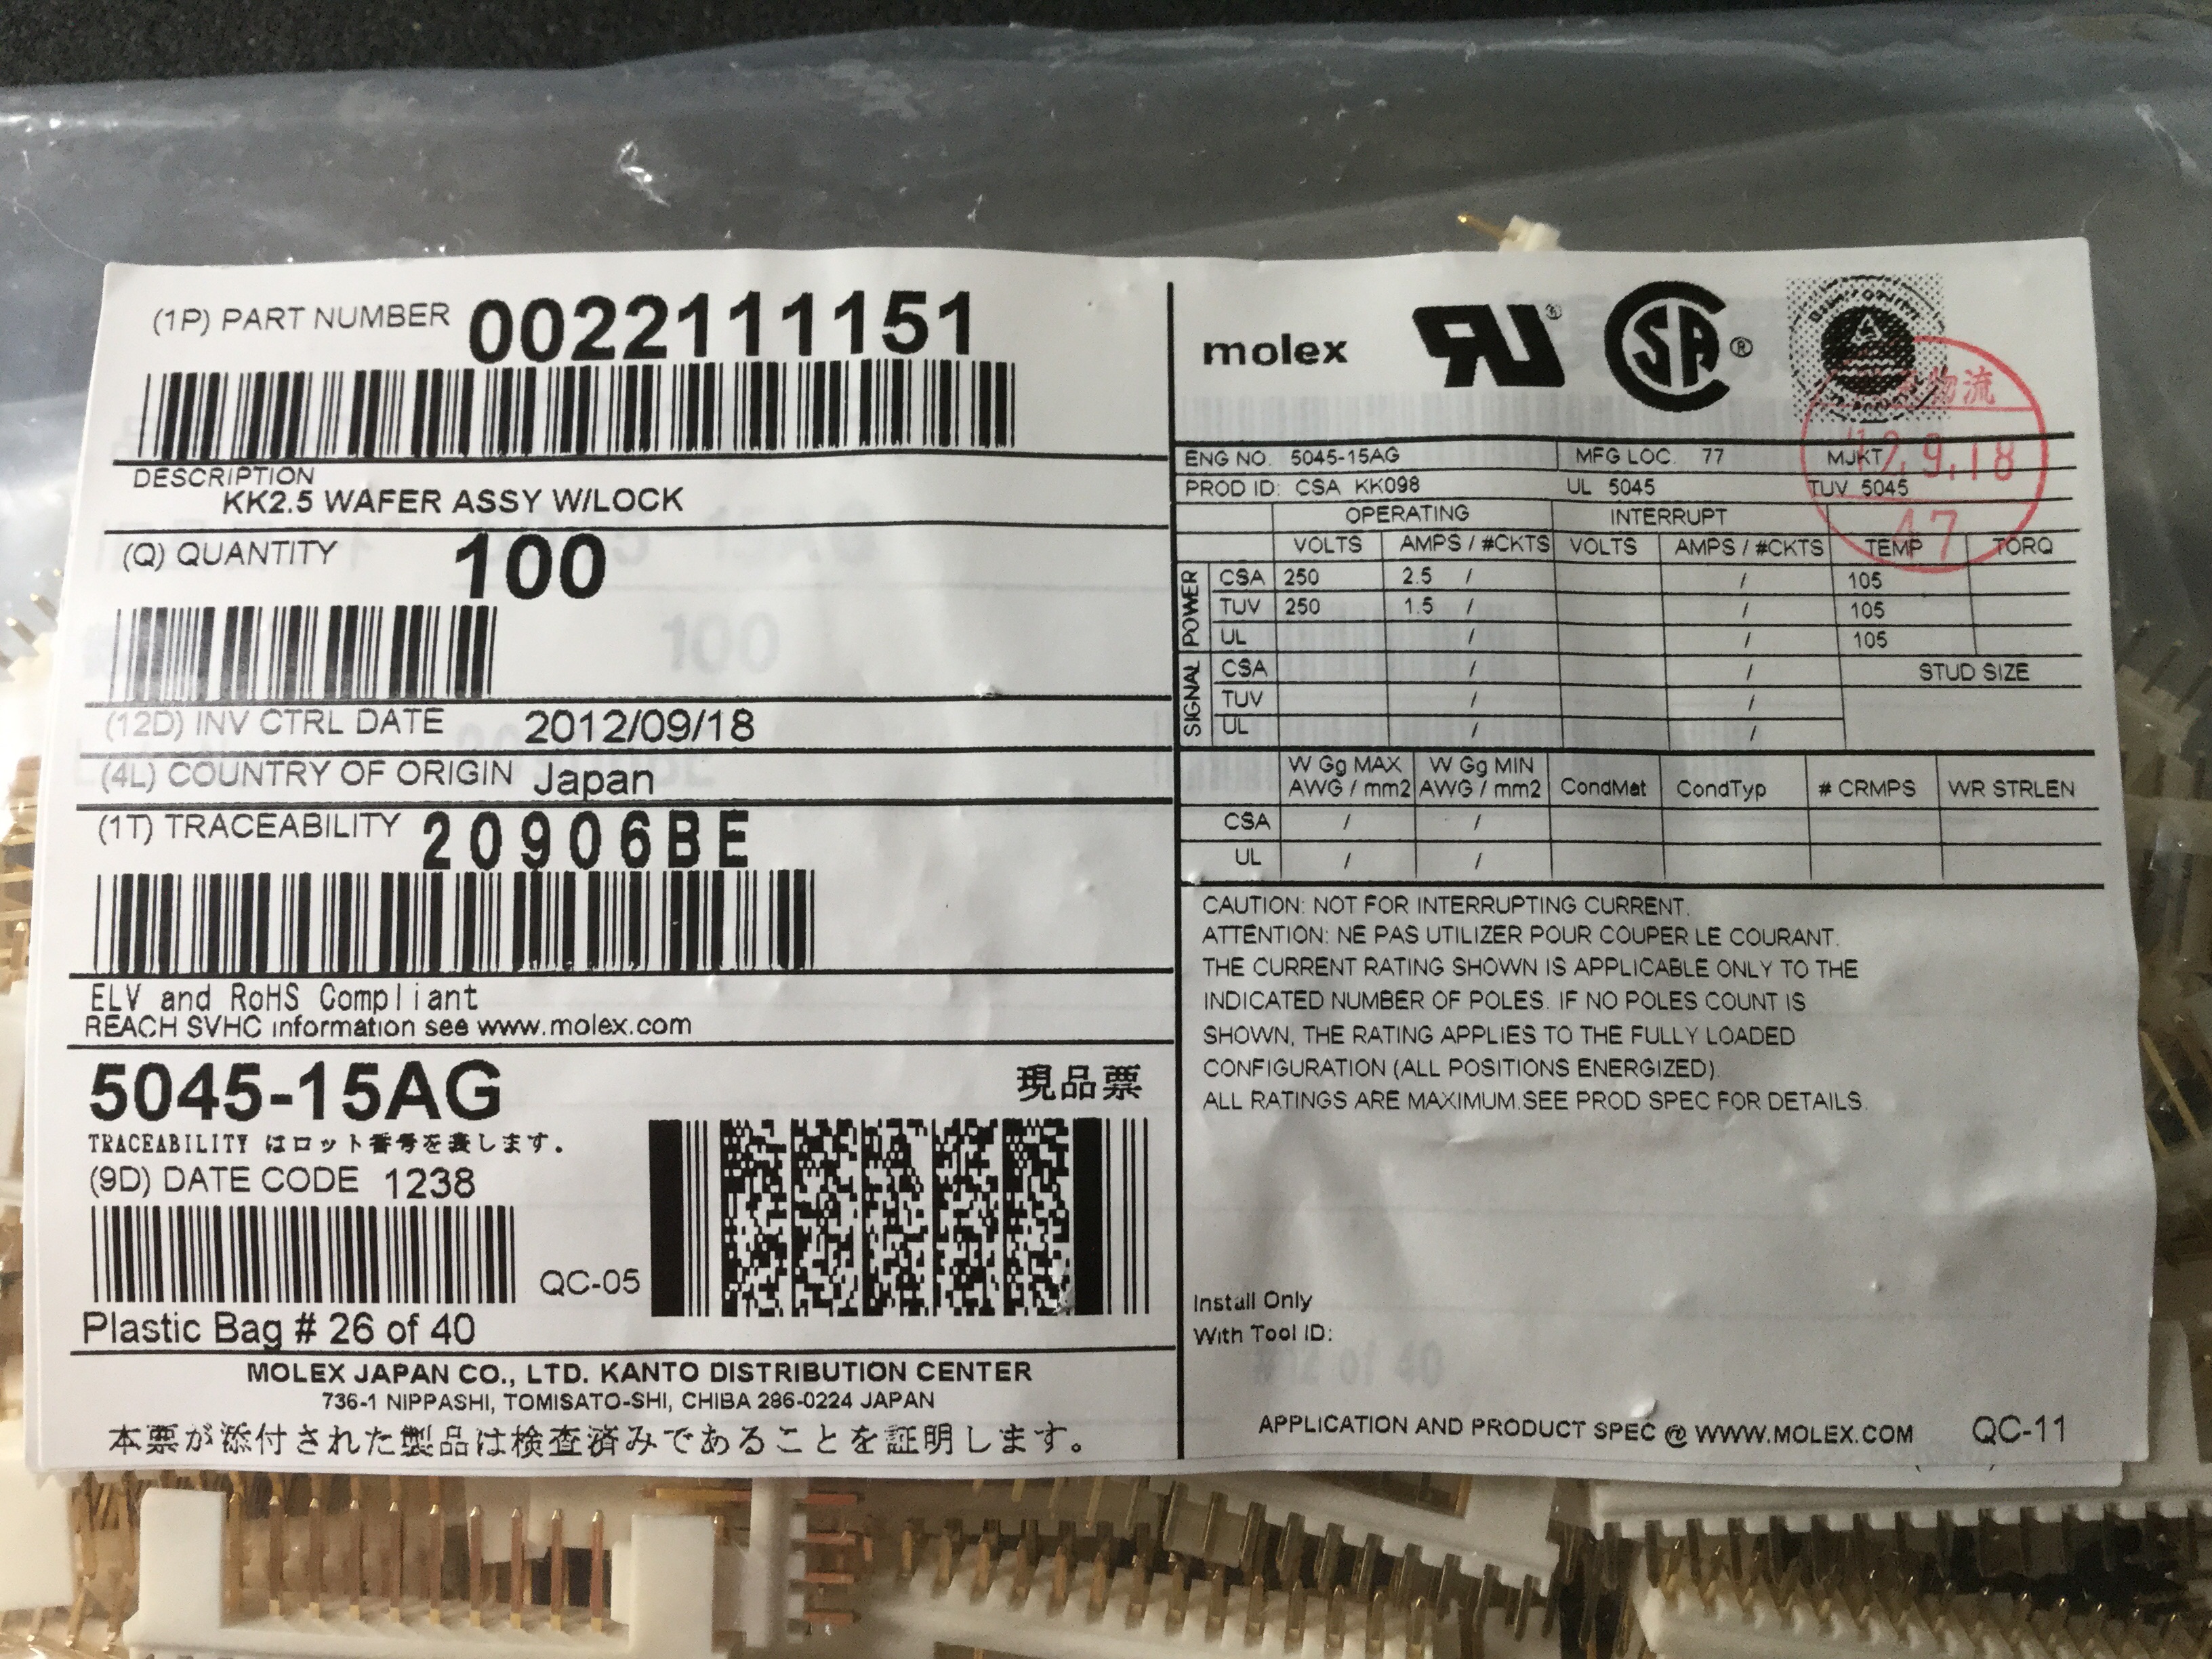 (1P) PART NUMBER 0022111151
DESCRIPTION
KK2.5 WAFER ASSY W/LOCK
(Q) QUANTITY 100
(12D) INV CTRL DATE 2012/09/18
(4L) COUNTRY OF ORIGIN Japan
(1T) TRACEABILITY 20906BE
ELV and RoHS Compliant
REACH SVHC information see www.molex.com
5045-15AG 現品票
TRACEABILITY はロット番号を表します。
(9D) DATE CODE 1238
QC-05
Plastic Bag # 26 of 40
MOLEX JAPAN CO., LTD. KANTO DISTRIBUTION CENTER
736-1 NIPPASHI, TOMISATO-SHI, CHIBA 286-0224 JAPAN
本票が添付された製品は検査済みであることを証明します。
molex RU® SA®
物流
12.9.18
47
ENG NO. 5045-15AG MFG LOC. 77 MJKT
PROD ID: CSA KK098 UL 5045 TUV 5045
OPERATING INTERRUPT
VOLTS AMPS / #CKTS VOLTS AMPS / #CKTS TEMP TORQ
POWER
CSA 250 2.5 / / 105
TUV 250 1.5 / / 105
UL / / 105
SIGNAL
CSA / / STUD SIZE
TUV / /
UL / /
W Gg MAX W Gg MIN
AWG / mm2 AWG / mm2 CondMat CondTyp # CRMPS WR STRLEN
CSA / /
UL / /
CAUTION: NOT FOR INTERRUPTING CURRENT.
ATTENTION: NE PAS UTILIZER POUR COUPER LE COURANT.
THE CURRENT RATING SHOWN IS APPLICABLE ONLY TO THE
INDICATED NUMBER OF POLES. IF NO POLES COUNT IS
SHOWN, THE RATING APPLIES TO THE FULLY LOADED
CONFIGURATION (ALL POSITIONS ENERGIZED).
ALL RATINGS ARE MAXIMUM.SEE PROD SPEC FOR DETAILS.
Install Only
With Tool ID:
APPLICATION AND PRODUCT SPEC @ WWW.MOLEX.COM QC-11